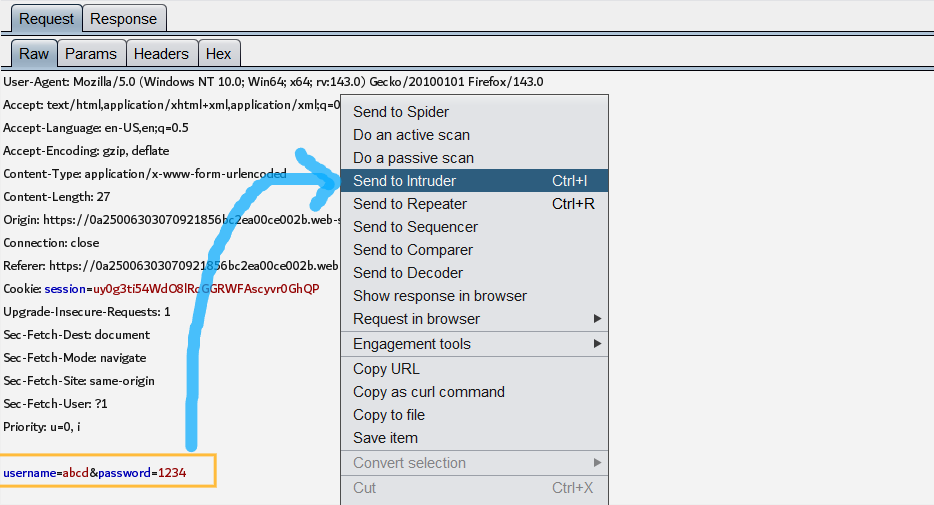 Request Response
Raw Params Headers Hex
User-Agent: Mozilla/5.0 (Windows NT 10.0; Win64; x64; rv:143.0) Gecko/20100101 Firefox/143.0
Accept: text/html,application/xhtml+xml,application/xml;q=0
Accept-Language: en-US,en;q=0.5
Accept-Encoding: gzip, deflate
Content-Type: application/x-www-form-urlencoded
Content-Length: 27
Origin: https://0a25006303070921856bc2ea00ce002b.web-s
Connection: close
Referer: https://0a25006303070921856bc2ea00ce002b.web
Cookie: session=uy0g3ti54WdO8lRcGGRWFAscyvr0GhQP
Upgrade-Insecure-Requests: 1
Sec-Fetch-Dest: document
Sec-Fetch-Mode: navigate
Sec-Fetch-Site: same-origin
Sec-Fetch-User: ?1
Priority: u=0, i
username=abcd&password=1234
Send to Spider
Do an active scan
Do a passive scan
Send to Intruder Ctrl+I
Send to Repeater Ctrl+R
Send to Sequencer
Send to Comparer
Send to Decoder
Show response in browser
Request in browser
Engagement tools
Copy URL
Copy as curl command
Copy to file
Save item
Convert selection
Cut Ctrl+X